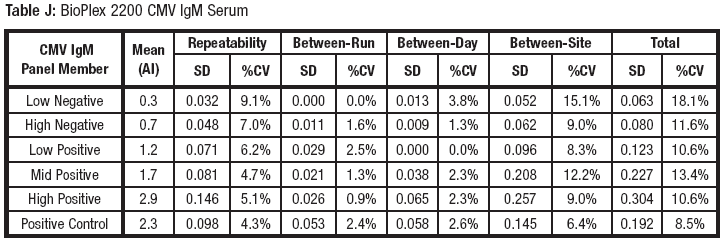 Table J: BioPlex 2200 CMV IgM Serum
CMV IgM Panel Member | Mean (AI) | Repeatability | Between-Run | Between-Day | Between-Site | Total
SD | %CV | SD | %CV | SD | %CV | SD | %CV | SD | %CV
Low Negative | 0.3 | 0.032 | 9.1% | 0.000 | 0.0% | 0.013 | 3.8% | 0.052 | 15.1% | 0.063 | 18.1%
High Negative | 0.7 | 0.048 | 7.0% | 0.011 | 1.6% | 0.009 | 1.3% | 0.062 | 9.0% | 0.080 | 11.6%
Low Positive | 1.2 | 0.071 | 6.2% | 0.029 | 2.5% | 0.000 | 0.0% | 0.096 | 8.3% | 0.123 | 10.6%
Mid Positive | 1.7 | 0.081 | 4.7% | 0.021 | 1.3% | 0.038 | 2.3% | 0.208 | 12.2% | 0.227 | 13.4%
High Positive | 2.9 | 0.146 | 5.1% | 0.026 | 0.9% | 0.065 | 2.3% | 0.257 | 9.0% | 0.304 | 10.6%
Positive Control | 2.3 | 0.098 | 4.3% | 0.053 | 2.4% | 0.058 | 2.6% | 0.145 | 6.4% | 0.192 | 8.5%